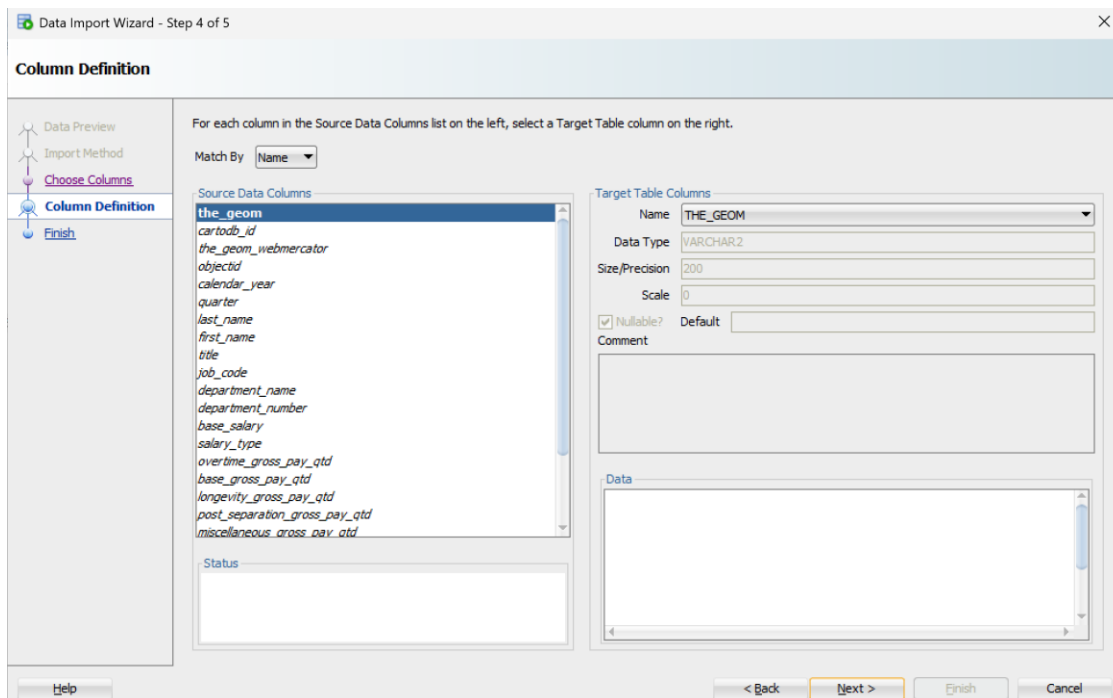 Data Import Wizard - Step 4 of 5
Column Definition
Data Preview
Import Method
Choose Columns
Column Definition
Finish
For each column in the Source Data Columns list on the left, select a Target Table column on the right.
Match By Name
Source Data Columns
the_geom
cartodb_id
the_geom_webmercator
objectid
calendar_year
quarter
last_name
first_name
title
job_code
department_name
department_number
base_salary
salary_type
overtime_gross_pay_qtd
base_gross_pay_qtd
longevity_gross_pay_qtd
post_separation_gross_pay_qtd
miscellaneous_gross_pay_qtd
Status
Target Table Columns
Name THE_GEOM
Data Type VARCHAR2
Size/Precision 200
Scale 0
Nullable? Default
Comment
Data
Help
< Back Next > Finish Cancel